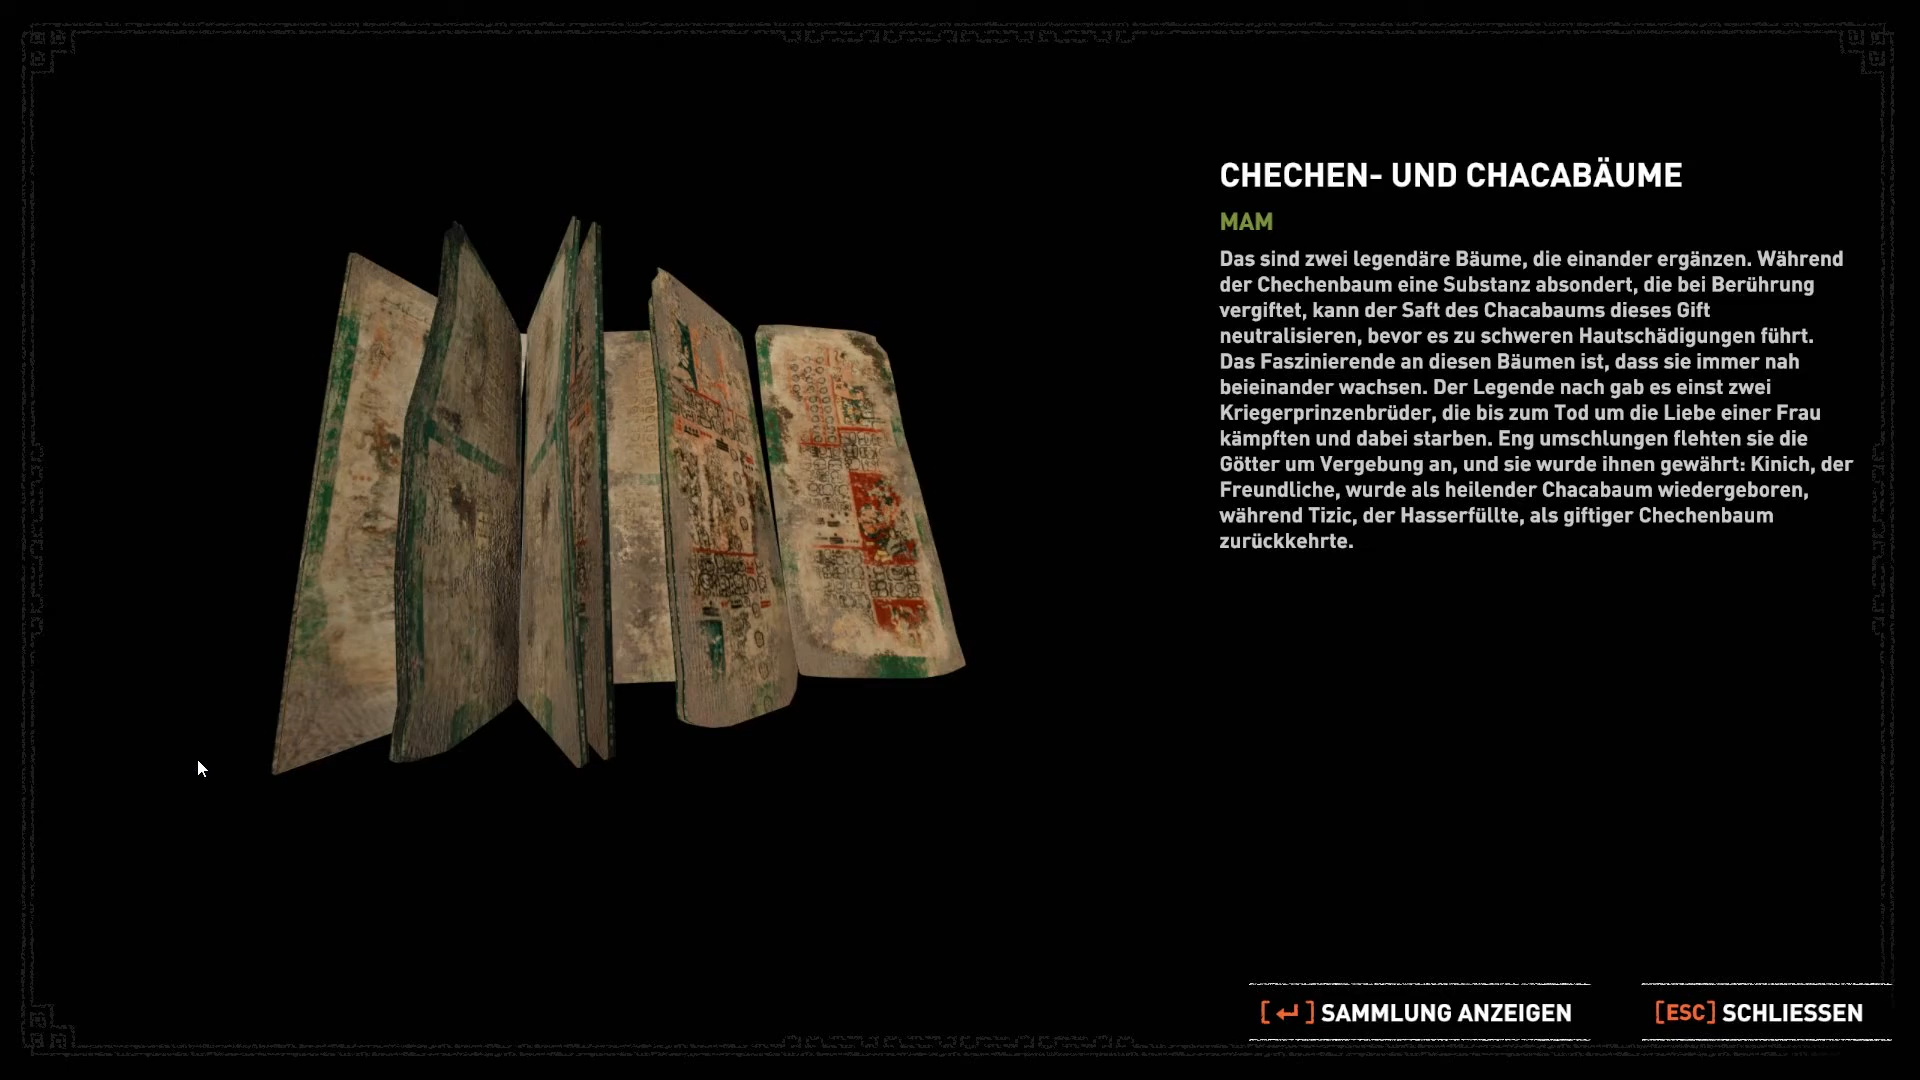 CHECHEN- UND CHACABÄUME
MAM
Das sind zwei legendäre Bäume, die einander ergänzen. Während
der Chechenbaum eine Substanz absondert, die bei Berührung
vergiftet, kann der Saft des Chacabaums dieses Gift
neutralisieren, bevor es zu schweren Hautschädigungen führt.
Das Faszinierende an diesen Bäumen ist, dass sie immer nah
beieinander wachsen. Der Legende nach gab es einst zwei
Kriegerprinzenbrüder, die bis zum Tod um die Liebe einer Frau
kämpften und dabei starben. Eng umschlungen flehten sie die
Götter um Vergebung an, und sie wurde ihnen gewährt: Kinich, der
Freundliche, wurde als heilender Chacabaum wiedergeboren,
während Tizic, der Hasserfüllte, als giftiger Chechenbaum
zurückkehrte.
[↵] SAMMLUNG ANZEIGEN
[ESC] SCHLIESSEN